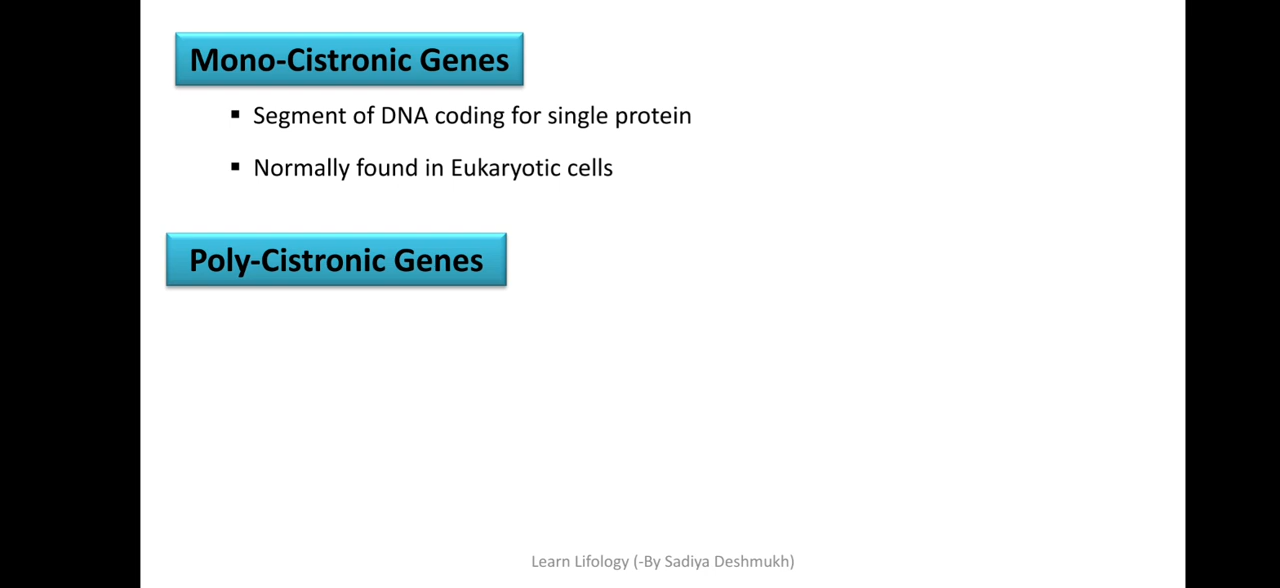 Mono-Cistronic Genes
▪ Segment of DNA coding for single protein
▪ Normally found in Eukaryotic cells
Poly-Cistronic Genes
Learn Lifology (-By Sadiya Deshmukh)